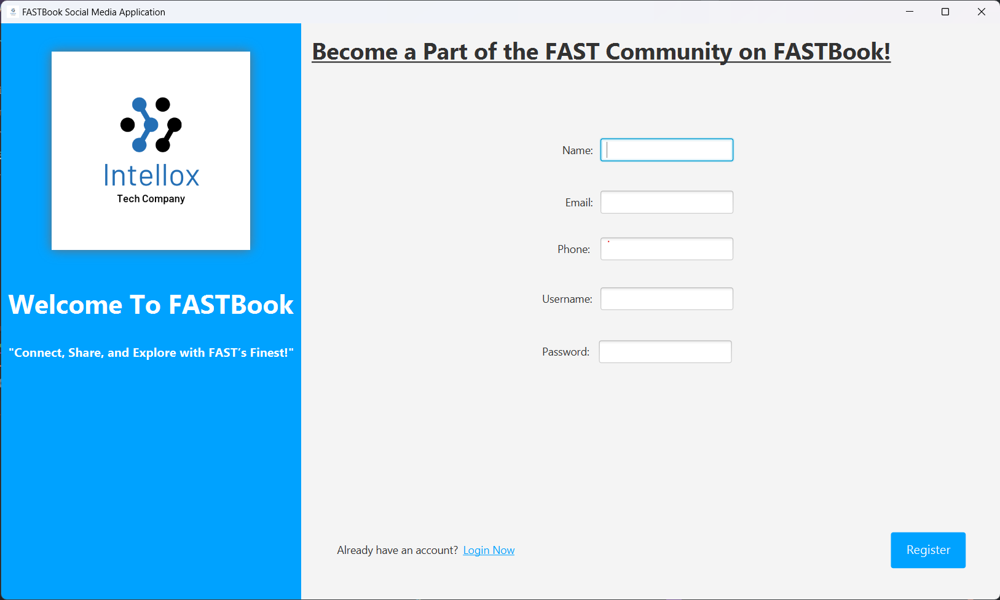 FASTBook Social Media Application
Intellox
Tech Company
Welcome To FASTBook
"Connect, Share, and Explore with FAST’s Finest!"
Become a Part of the FAST Community on FASTBook!
Name:
Email:
Phone:
Username:
Password:
Already have an account? Login Now
Register